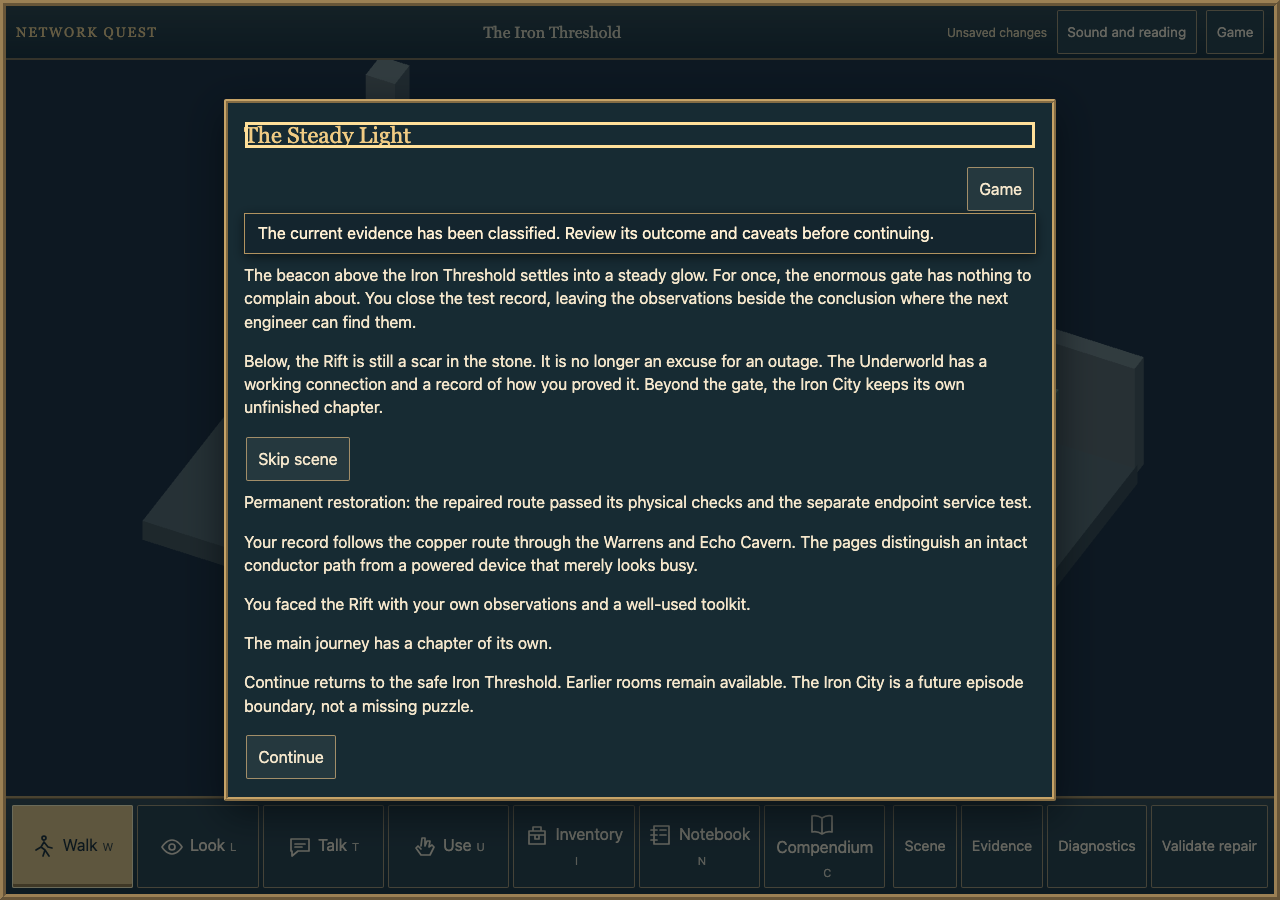 NETWORK QUEST
The Iron Threshold
Unsaved changes
Sound and reading
Game
The Steady Light
Game
The current evidence has been classified. Review its outcome and caveats before continuing.
The beacon above the Iron Threshold settles into a steady glow. For once, the enormous gate has nothing to
complain about. You close the test record, leaving the observations beside the conclusion where the next
engineer can find them.
Below, the Rift is still a scar in the stone. It is no longer an excuse for an outage. The Underworld has a
working connection and a record of how you proved it. Beyond the gate, the Iron City keeps its own
unfinished chapter.
Skip scene
Permanent restoration: the repaired route passed its physical checks and the separate endpoint service test.
Your record follows the copper route through the Warrens and Echo Cavern. The pages distinguish an intact
conductor path from a powered device that merely looks busy.
You faced the Rift with your own observations and a well-used toolkit.
The main journey has a chapter of its own.
Continue returns to the safe Iron Threshold. Earlier rooms remain available. The Iron City is a future episode
boundary, not a missing puzzle.
Continue
Walk W
Look L
Talk T
Use U
Inventory
I
Notebook
N
Compendium
C
Scene
Evidence
Diagnostics
Validate repair